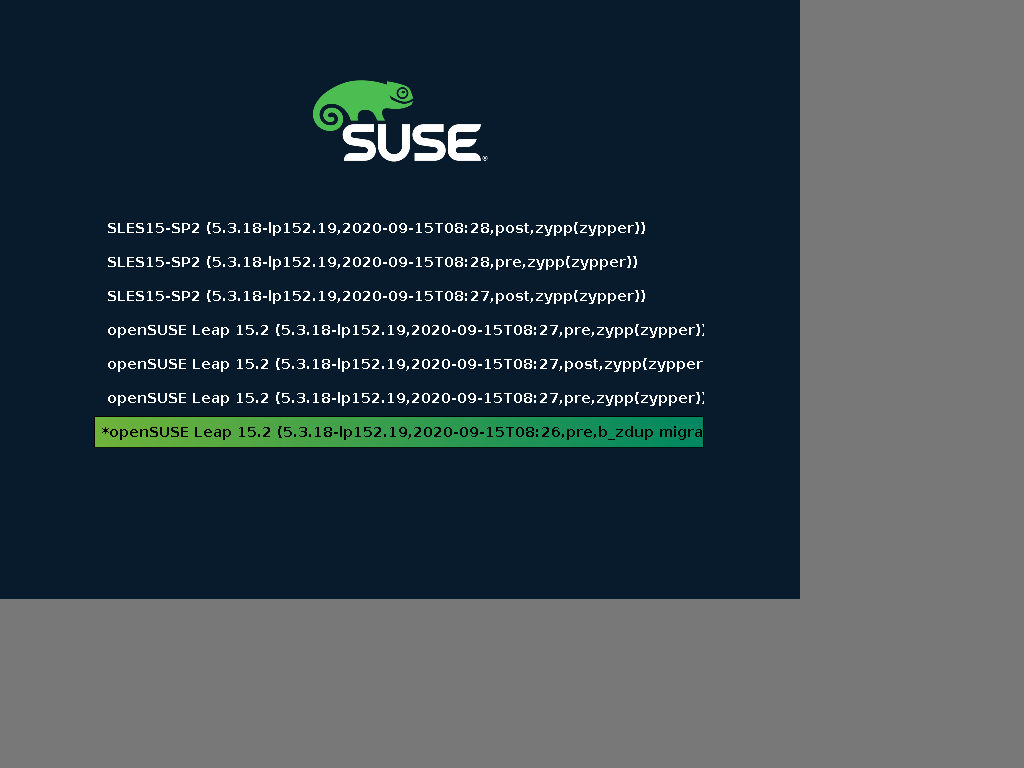 SUSE®
SLES15-SP2 (5.3.18-lp152.19,2020-09-15T08:28,post,zypp(zypper))
SLES15-SP2 (5.3.18-lp152.19,2020-09-15T08:28,pre,zypp(zypper))
SLES15-SP2 (5.3.18-lp152.19,2020-09-15T08:27,post,zypp(zypper))
openSUSE Leap 15.2 (5.3.18-lp152.19,2020-09-15T08:27,pre,zypp(zypper))
openSUSE Leap 15.2 (5.3.18-lp152.19,2020-09-15T08:27,post,zypp(zypper
openSUSE Leap 15.2 (5.3.18-lp152.19,2020-09-15T08:27,pre,zypp(zypper))
*openSUSE Leap 15.2 (5.3.18-lp152.19,2020-09-15T08:26,pre,b_zdup migra